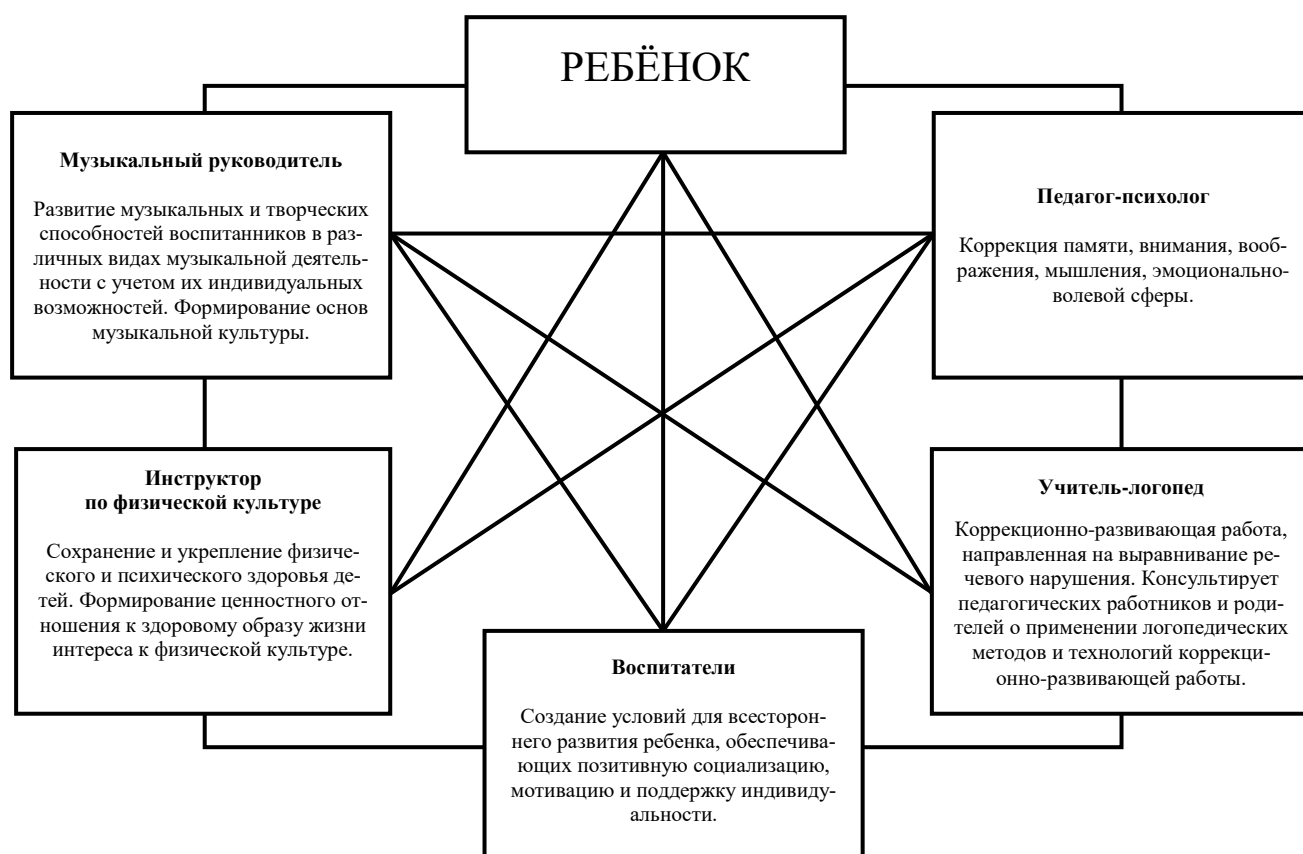 РЕБЁНОК
Музыкальный руководитель
Развитие музыкальных и творческих
способностей воспитанников в раз-
личных видах музыкальной деятель-
ности с учетом их индивидуальных
возможностей. Формирование основ
музыкальной культуры.
Педагог-психолог
Коррекция памяти, внимания, вооб-
ражения, мышления, эмоционально-
волевой сферы.
Инструктор
по физической культуре
Сохранение и укрепление физиче-
ского и психического здоровья де-
тей. Формирование ценностного от-
ношения к здоровому образу жизни
интереса к физической культуре.
Учитель-логопед
Коррекционно-развивающая работа,
направленная на выравнивание ре-
чевого нарушения. Консультирует
педагогических работников и роди-
телей о применении логопедических
методов и технологий коррекци-
онно-развивающей работы.
Воспитатели
Создание условий для всесторон-
него развития ребенка, обеспечива-
ющих позитивную социализацию,
мотивацию и поддержку индивиду-
альности.